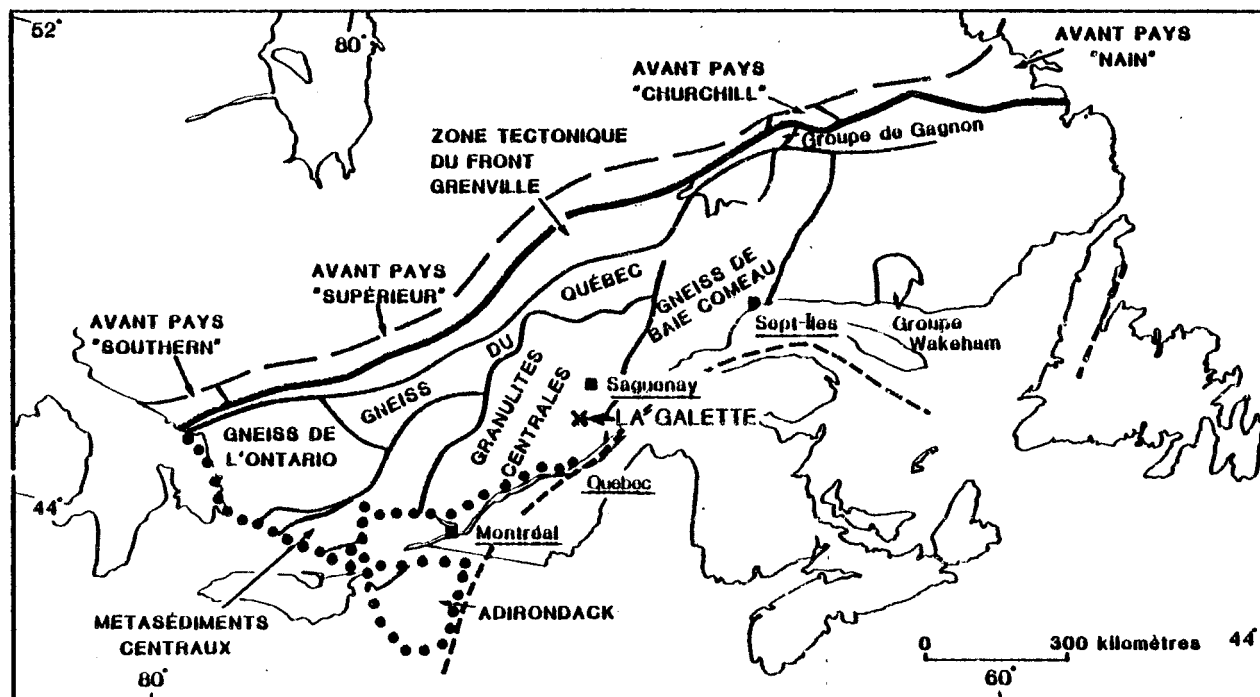 52°
80°
AVANT PAYS
"NAIN"
AVANT PAYS
"CHURCHILL"
Groupe de Gagnon
ZONE TECTONIQUE
DU FRONT
GRENVILLE
AVANT PAYS
"SUPÉRIEUR"
AVANT PAYS
"SOUTHERN"
GNEISS DU QUÉBEC
GNEISS DE
BAIE COMEAU
Sept-Îles
Groupe
Wakeham
GRANULITES
CENTRALES
Saguenay
LA GALETTE
GNEISS DE
L'ONTARIO
Québec
44°
Montréal
ADIRONDACK
METASÉDIMENTS
CENTRAUX
0 300 kilomètres
44°
80°
60°